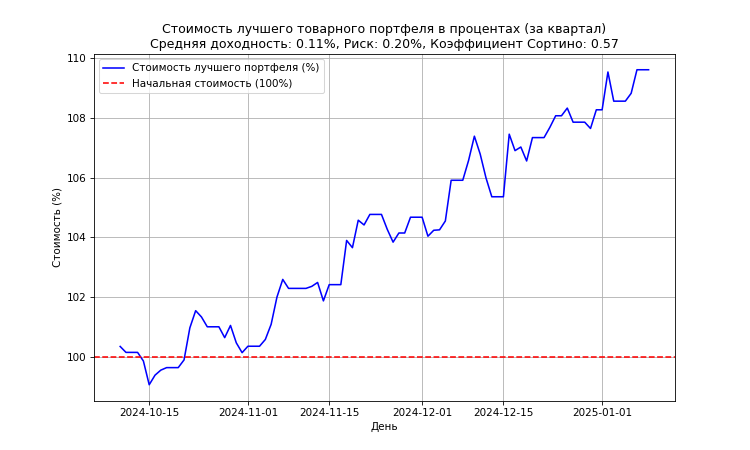 Стоимость лучшего товарного портфеля в процентах (за квартал)
Средняя доходность: 0.11%, Риск: 0.20%, Коэффициент Сортино: 0.57
110
108
106
104
102
100
Стоимость (%)
Стоимость лучшего портфеля (%)
Начальная стоимость (100%)
2024-10-15
2024-11-01
2024-11-15
2024-12-01
2024-12-15
2025-01-01
День